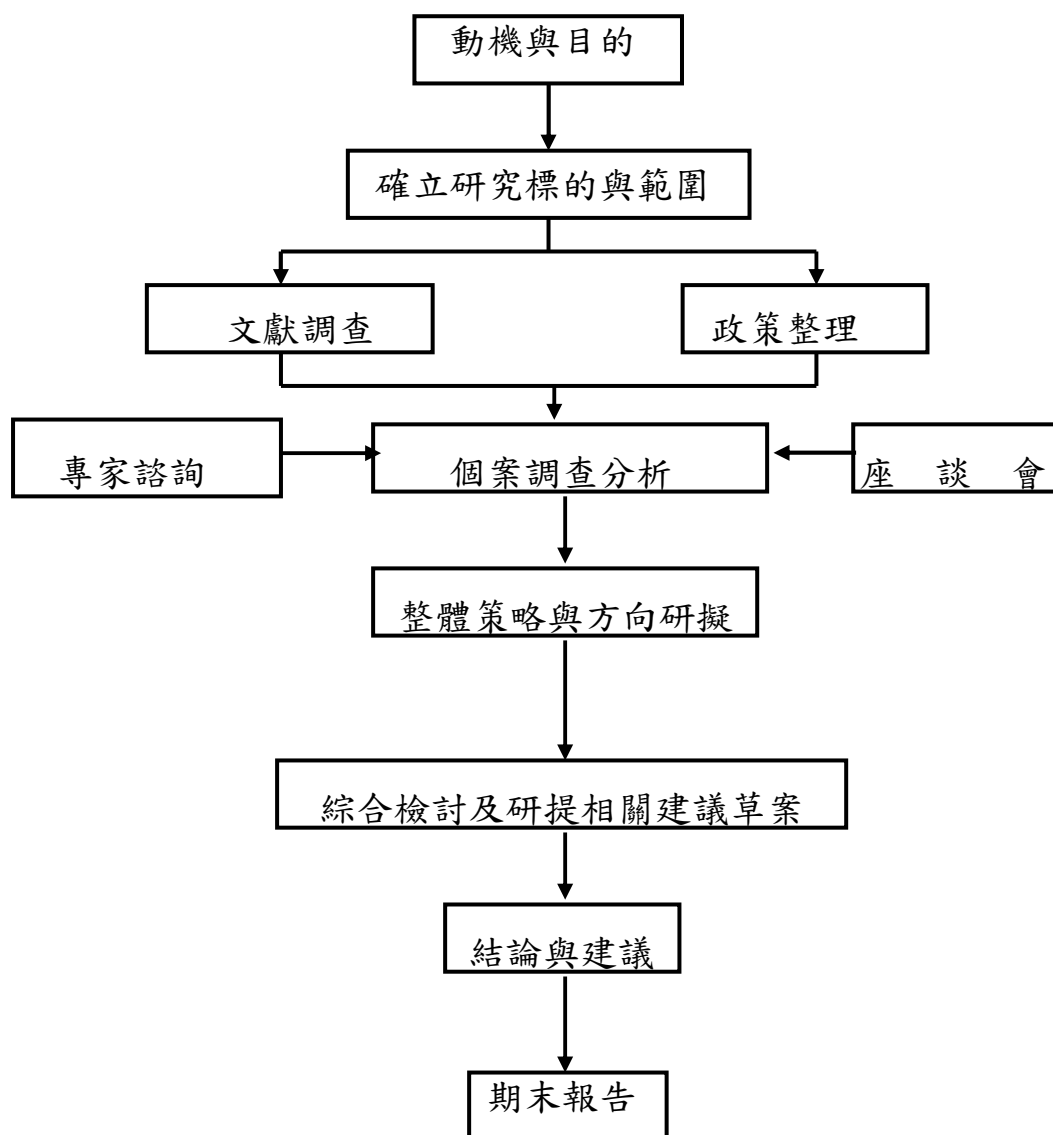 動機與目的
確立研究標的與範圍
文獻調查
政策整理
專家諮詢
個案調查分析
座談會
整體策略與方向研擬
綜合檢討及研提相關建議草案
結論與建議
期末報告